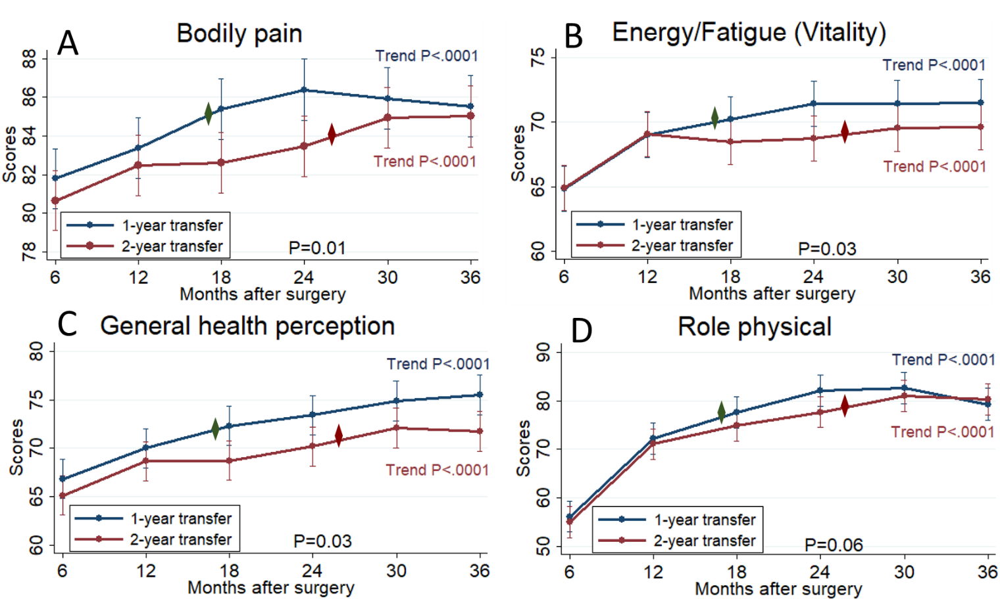 A Bodily pain
Trend P<.0001
88
86
84
82
80
78
Scores
Trend P<.0001
1-year transfer
2-year transfer
P=0.01
6 12 18 24 30 36
Months after surgery
B Energy/Fatigue (Vitality)
Trend P<.0001
75
70
65
60
Scores
Trend P<.0001
1-year transfer
2-year transfer
P=0.03
6 12 18 24 30 36
Months after surgery
C General health perception
Trend P<.0001
80
75
70
65
60
Scores
Trend P<.0001
1-year transfer
2-year transfer
P=0.03
6 12 18 24 30 36
Months after surgery
D Role physical
Trend P<.0001
90
80
70
60
50
Scores
Trend P<.0001
1-year transfer
2-year transfer
P=0.06
6 12 18 24 30 36
Months after surgery